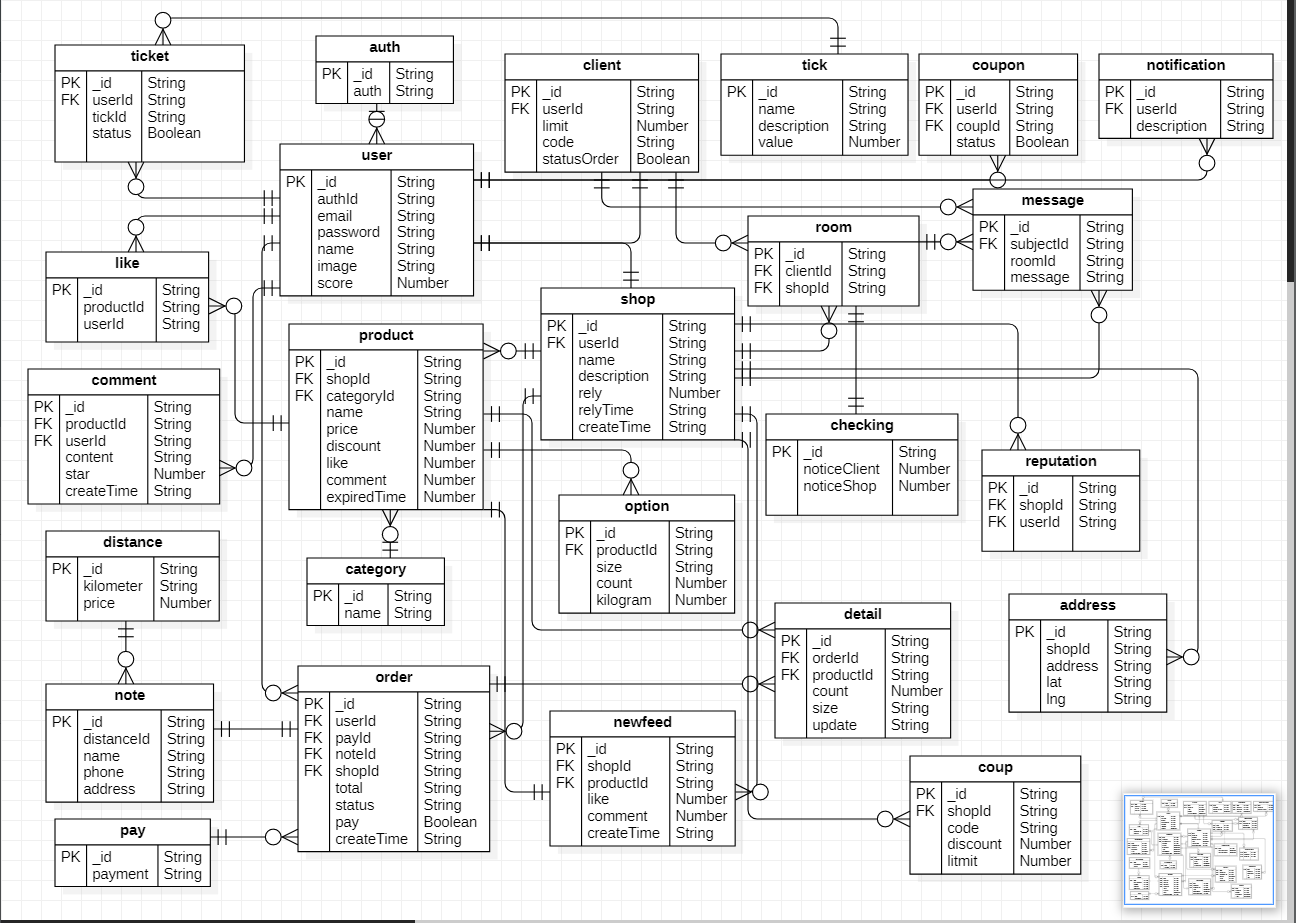 ticket
PK _id String
FK userId String
tickId String
status Boolean
auth
PK _id String
auth String
client
PK _id String
FK userId String
limit Number
code String
statusOrder Boolean
tick
PK _id String
name String
description String
value Number
coupon
PK _id String
FK userId String
FK coupId String
status Boolean
notification
PK _id String
userId String
description String
user
PK _id String
authId String
email String
password String
name String
image String
score Number
message
PK _id String
FK subjectId String
roomId String
message String
room
PK _id String
FK clientId String
FK shopId String
like
PK _id String
productId String
userId String
shop
PK _id String
FK userId String
name String
description String
rely Number
relyTime String
createTime String
product
PK _id String
FK shopId String
FK categoryId String
name String
price Number
discount Number
like Number
comment Number
expiredTime Number
comment
PK _id String
FK productId String
FK userId String
content String
star Number
createTime String
checking
PK _id String
noticeClient Number
noticeShop Number
reputation
PK _id String
FK shopId String
FK userId String
option
PK _id String
FK productId String
size String
count Number
kilogram Number
distance
PK _id String
kilometer String
price Number
category
PK _id String
name String
detail
PK _id String
FK orderId String
FK productId String
count Number
size String
update String
address
PK _id String
shopId String
address String
lat String
lng String
order
PK _id String
FK userId String
FK payId String
FK noteId String
FK shopId String
total String
status String
pay Boolean
createTime String
note
PK _id String
distanceId String
name String
phone String
address String
newfeed
PK _id String
FK shopId String
FK productId String
like Number
comment Number
createTime String
coup
PK _id String
FK shopId String
code String
discount Number
litmit Number
pay
PK _id String
payment String